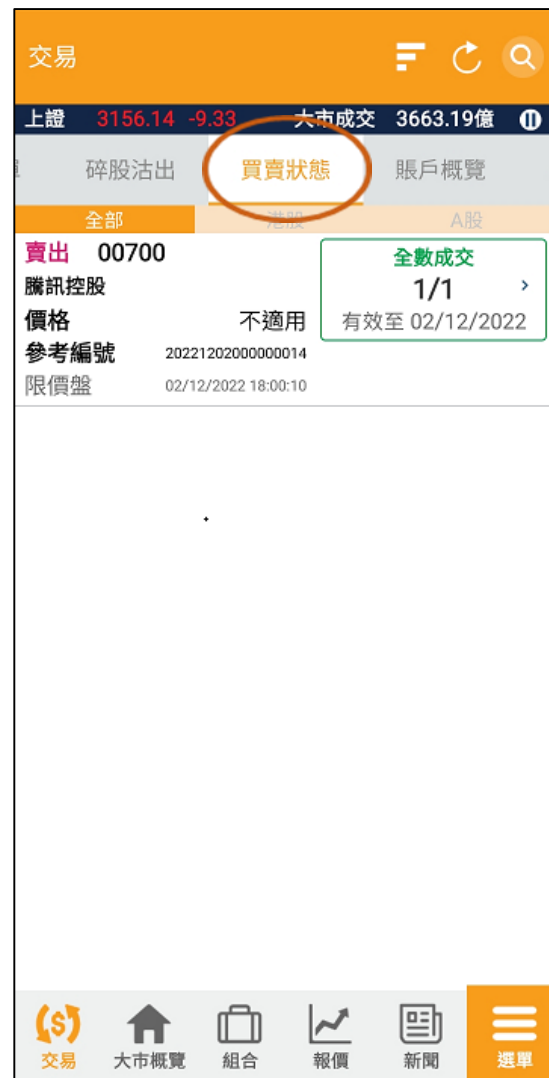 交易
上證 3156.14 -9.33 大市成交 3663.19億
碎股沽出 買賣狀態 賬戶概覽
全部 港股 A股
賣出 00700
全數成交
騰訊控股
1/1
價格 不適用
有效至 02/12/2022
參考編號 20221202000000014
限價盤 02/12/2022 18:00:10
交易 大市概覽 組合 報價 新聞 選單